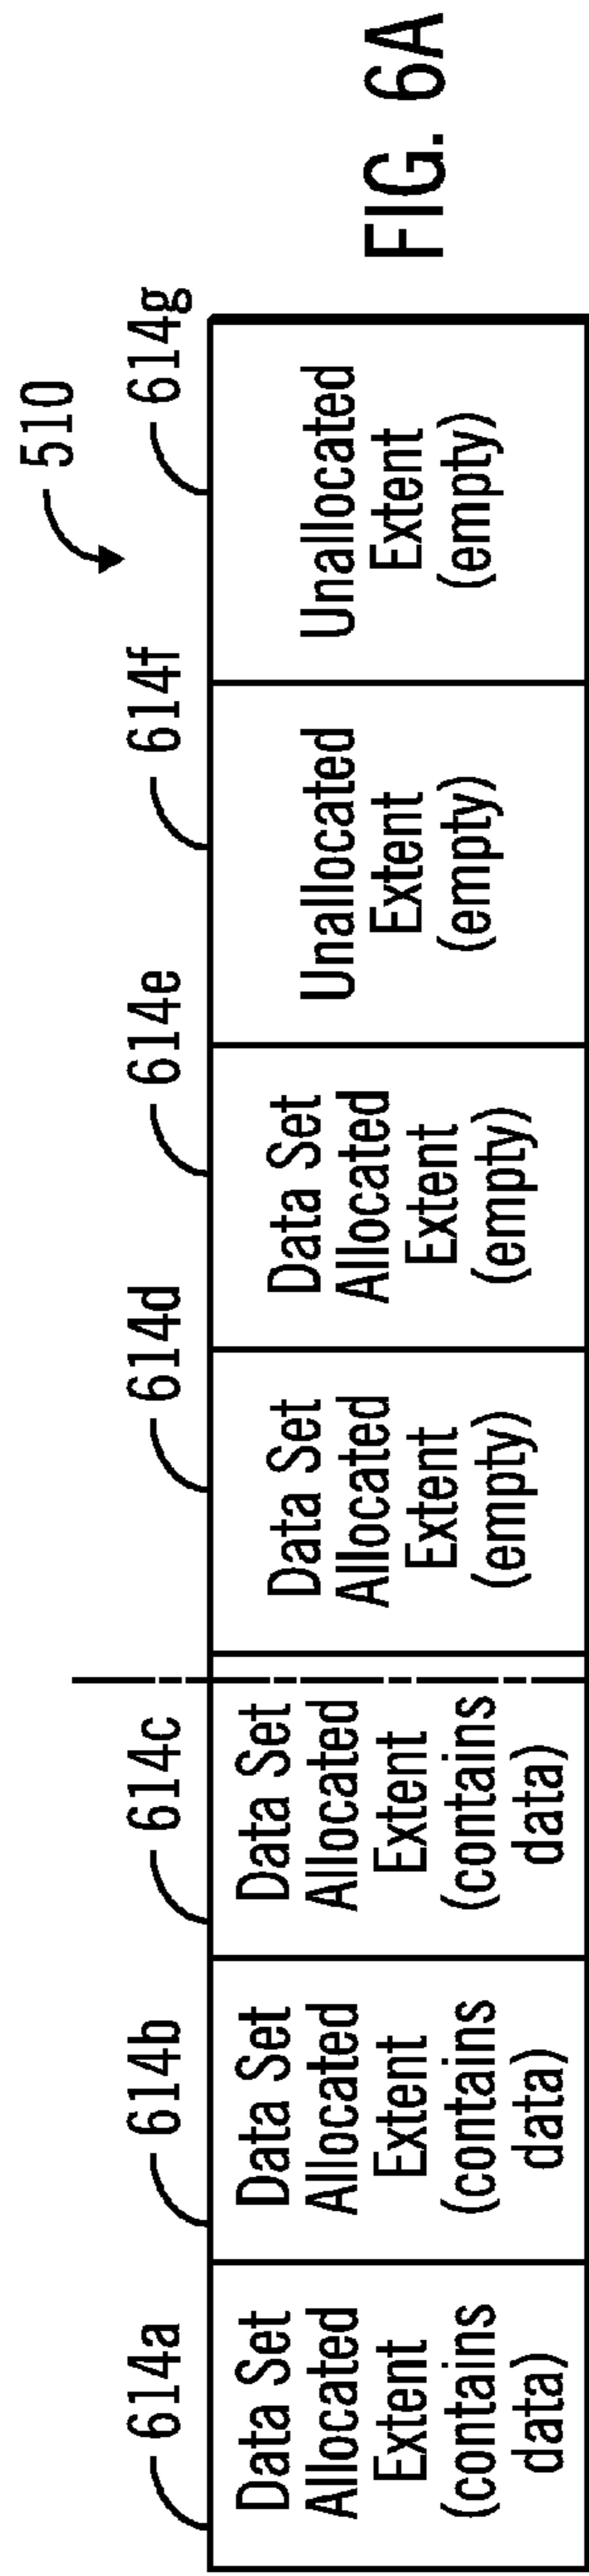 510
614a
614b
614c
614d
614e
614f
614g
Data Set
Allocated
Extent
(contains
data)
Data Set
Allocated
Extent
(contains
data)
Data Set
Allocated
Extent
(contains
data)
Data Set
Allocated
Extent
(empty)
Data Set
Allocated
Extent
(empty)
Unallocated
Extent
(empty)
Unallocated
Extent
(empty)
FIG. 6A